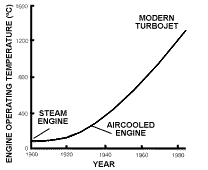 ENGINE OPERATING TEMPERATURE (°C)
1600
1200
800
400
0
MODERN
TURBOJET
STEAM
ENGINE
AIRCOOLED
ENGINE
1900
1920
1940
1960
1980
YEAR